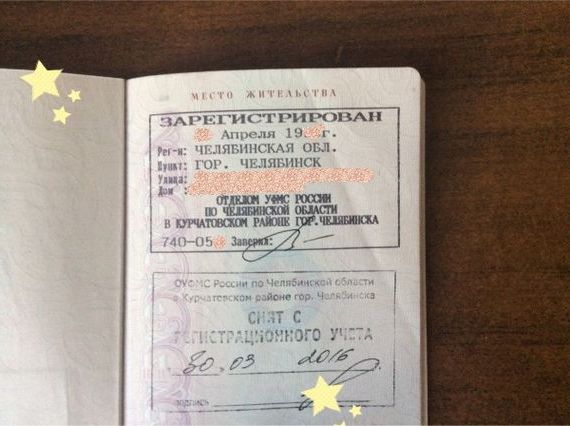 МЕСТО ЖИТЕЛЬСТВА
ЗАРЕГИСТРИРОВАН
Апреля 19 г.
Рег-н: ЧЕЛЯБИНСКАЯ ОБЛ.
Пункт: ГОР. ЧЕЛЯБИНСК
Улица:
Дом :
ОТДЕЛОМ УФМС РОССИИ
ПО ЧЕЛЯБИНСКОЙ ОБЛАСТИ
В КУРЧАТОВСКОМ РАЙОНЕ ГОР.ЧЕЛЯБИНСКА
740-05 Заверил:
ОУФМС России по Челябинской области
в Курчатовском районе гор. Челябинска
СНЯТ С
РЕГИСТРАЦИОННОГО УЧЕТА
30.03 2016
подпись